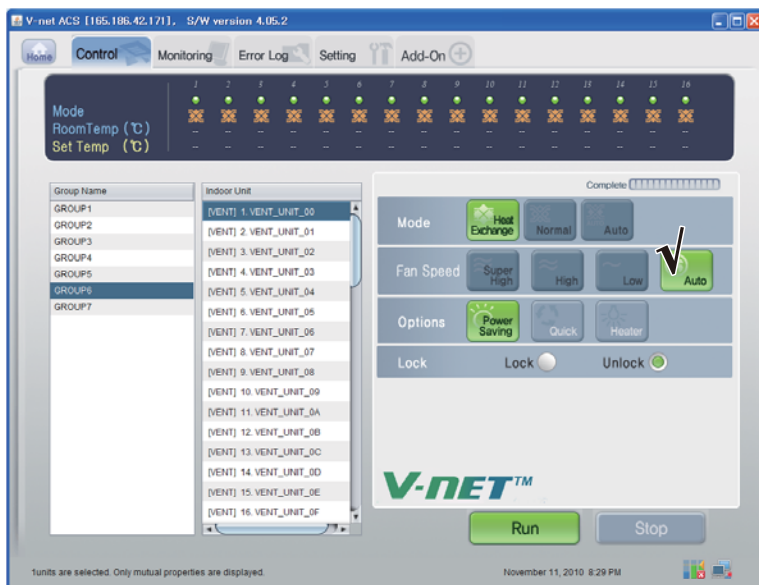 V-net ACS [165.186.42.171],   S/W version 4.05.2
Home Control Monitoring Error Log Setting Add-On
1 2 3 4 5 6 7 8 9 10 11 12 13 14 15 16
Mode
RoomTemp (℃) -- -- -- -- -- -- -- -- -- -- -- -- -- -- -- --
Set Temp (℃) -- -- -- -- -- -- -- -- -- -- -- -- -- -- -- --
Group Name
GROUP1
GROUP2
GROUP3
GROUP4
GROUP5
GROUP6
GROUP7
Indoor Unit
[VENT] 1. VENT_UNIT_00
[VENT] 2. VENT_UNIT_01
[VENT] 3. VENT_UNIT_02
[VENT] 4. VENT_UNIT_03
[VENT] 5. VENT_UNIT_04
[VENT] 6. VENT_UNIT_05
[VENT] 7. VENT_UNIT_06
[VENT] 8. VENT_UNIT_07
[VENT] 9. VENT_UNIT_08
[VENT] 10. VENT_UNIT_09
[VENT] 11. VENT_UNIT_0A
[VENT] 12. VENT_UNIT_0B
[VENT] 13. VENT_UNIT_0C
[VENT] 14. VENT_UNIT_0D
[VENT] 15. VENT_UNIT_0E
[VENT] 16. VENT_UNIT_0F
Complete
Mode Heat Exchange Normal Auto
Fan Speed Super High High Low Auto
Options Power Saving Quick Heater
Lock Lock Unlock
V-NET™
Run Stop
1units are selected. Only mutual properties are displayed.
November 11, 2010  8:29 PM